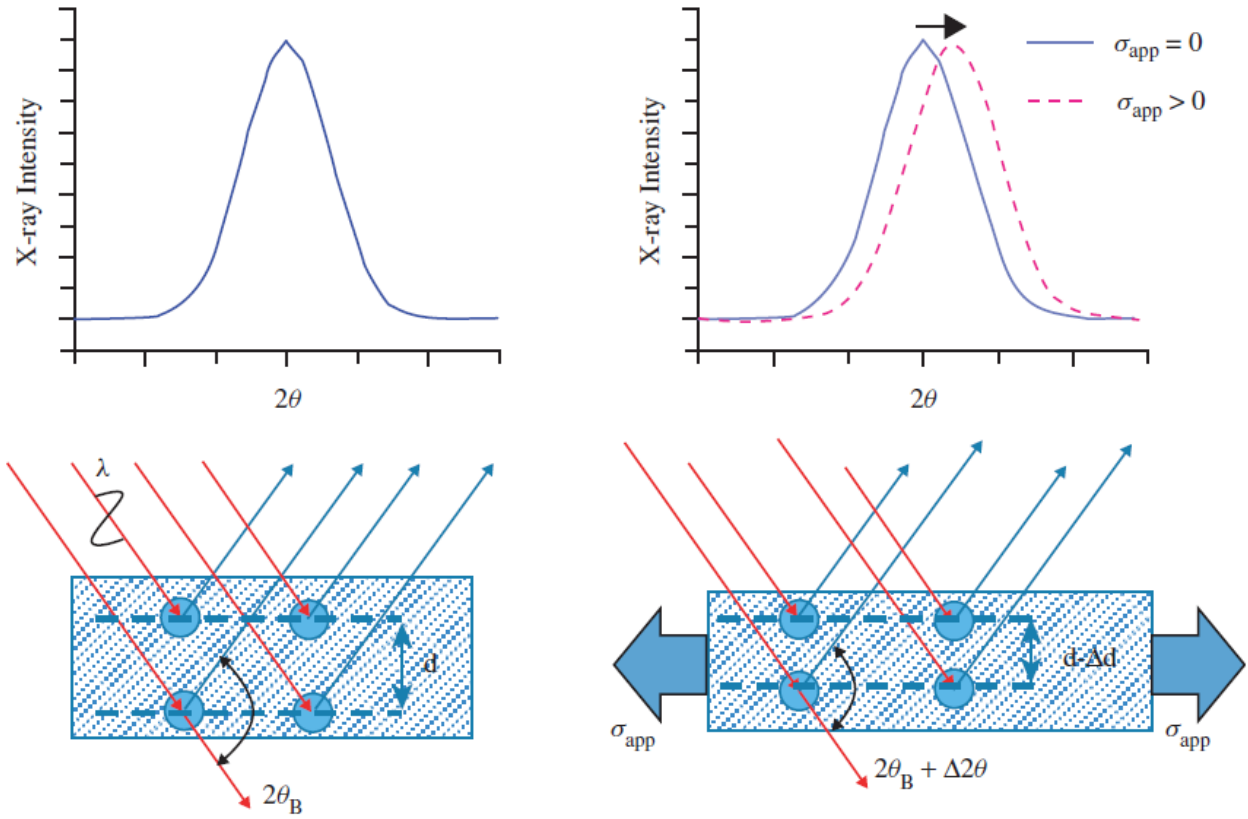 X-ray Intensity
2θ
X-ray Intensity
2θ
σapp = 0
σapp > 0
λ
d
2θB
σapp
d-Δd
σapp
2θB + Δ2θ